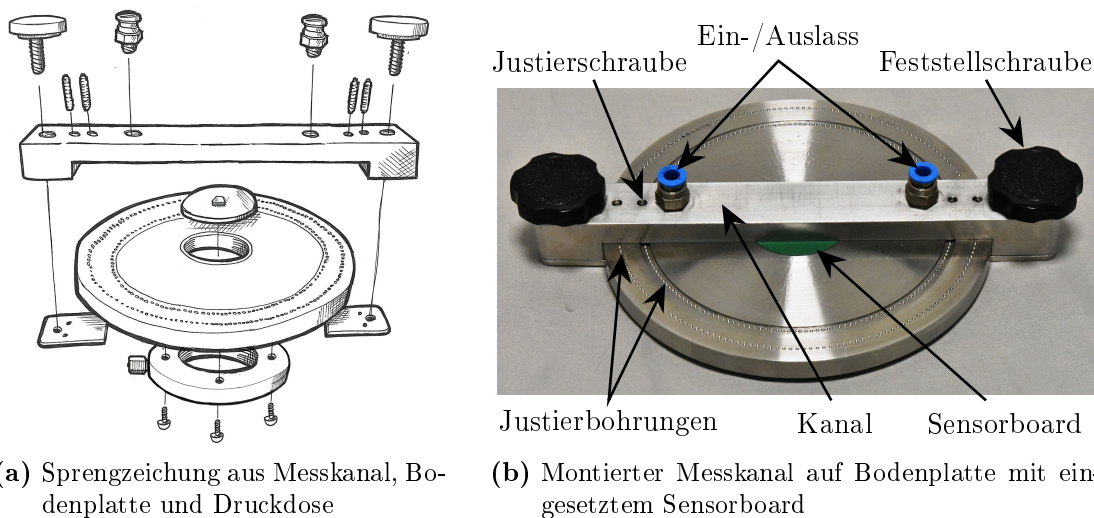 Ein-/Auslass
Justierschraube
Feststellschraube
Justierbohrungen
Kanal
Sensorboard
(a) Sprengzeichung aus Messkanal, Bo-
denplatte und Druckdose
(b) Montierter Messkanal auf Bodenplatte mit ein-
gesetztem Sensorboard